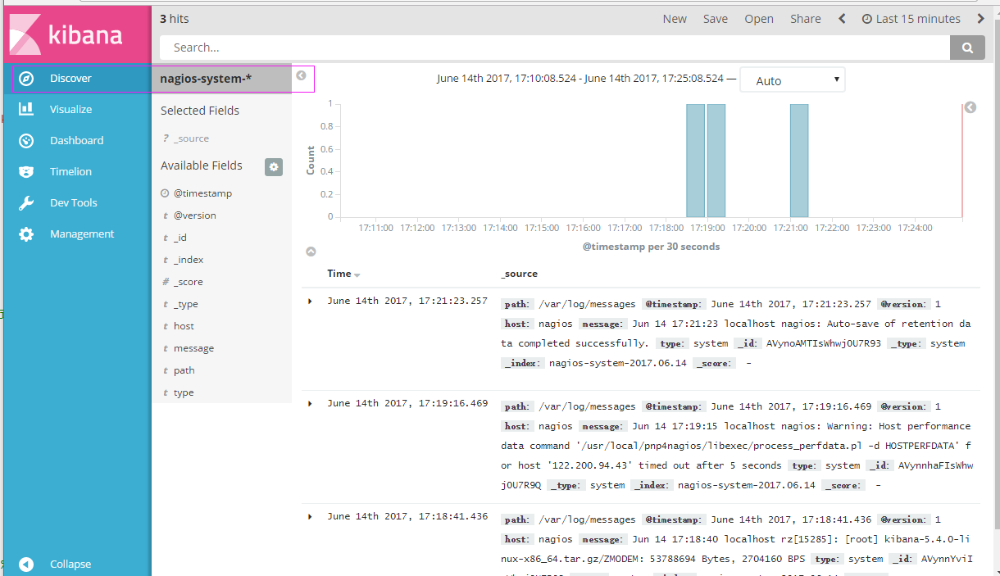 kibana
Discover
Visualize
Dashboard
Timelion
Dev Tools
Management
Collapse
3 hits
New Save Open Share Last 15 minutes
Search...
nagios-system-*
Selected Fields
? _source
Available Fields
@timestamp
t @version
t _id
t _index
# _score
t _type
t host
t message
t path
t type
June 14th 2017, 17:10:08.524 - June 14th 2017, 17:25:08.524 — Auto
Count
1
0.8
0.6
0.4
0.2
0
17:11:00 17:12:00 17:13:00 17:14:00 17:15:00 17:16:00 17:17:00 17:18:00 17:19:00 17:20:00 17:21:00 17:22:00 17:23:00 17:24:00
@timestamp per 30 seconds
Time _source
June 14th 2017, 17:21:23.257 path: /var/log/messages @timestamp: June 14th 2017, 17:21:23.257 @version: 1
host: nagios message: Jun 14 17:21:23 localhost nagios: Auto-save of retention da
ta completed successfully. type: system _id: AVynoAMTIsWhwjOU7R93 _type: system
_index: nagios-system-2017.06.14 _score: -
June 14th 2017, 17:19:16.469 path: /var/log/messages @timestamp: June 14th 2017, 17:19:16.469 @version: 1
host: nagios message: Jun 14 17:19:15 localhost nagios: Warning: Host performance
data command '/usr/local/pnp4nagios/libexec/process_perfdata.pl -d HOSTPERFDATA' f
or host '122.200.94.43' timed out after 5 seconds type: system _id: AVynnhaFIsWhw
jOU7R9Q _type: system _index: nagios-system-2017.06.14 _score: -
June 14th 2017, 17:18:41.436 path: /var/log/messages @timestamp: June 14th 2017, 17:18:41.436 @version: 1
host: nagios message: Jun 14 17:18:40 localhost rz[15285]: [root] kibana-5.4.0-li
nux-x86_64.tar.gz/ZMODEM: 53788694 Bytes, 2704160 BPS type: system _id: AVynnYviI